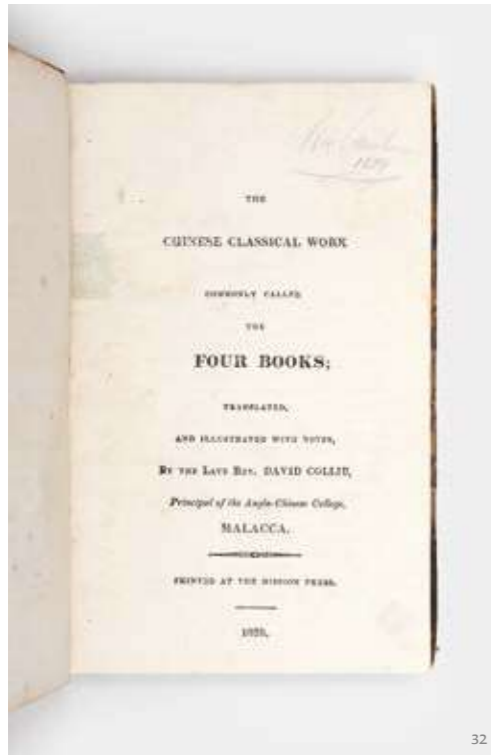 THE
CHINESE CLASSICAL WORK
COMMONLY CALLED
THE
FOUR BOOKS;
TRANSLATED,
AND ILLUSTRATED WITH NOTES,
BY THE LATE REV. DAVID COLLIE,
Principal of the Anglo-Chinese College,
MALACCA.
PRINTED AT THE MISSION PRESS.
1828.
32